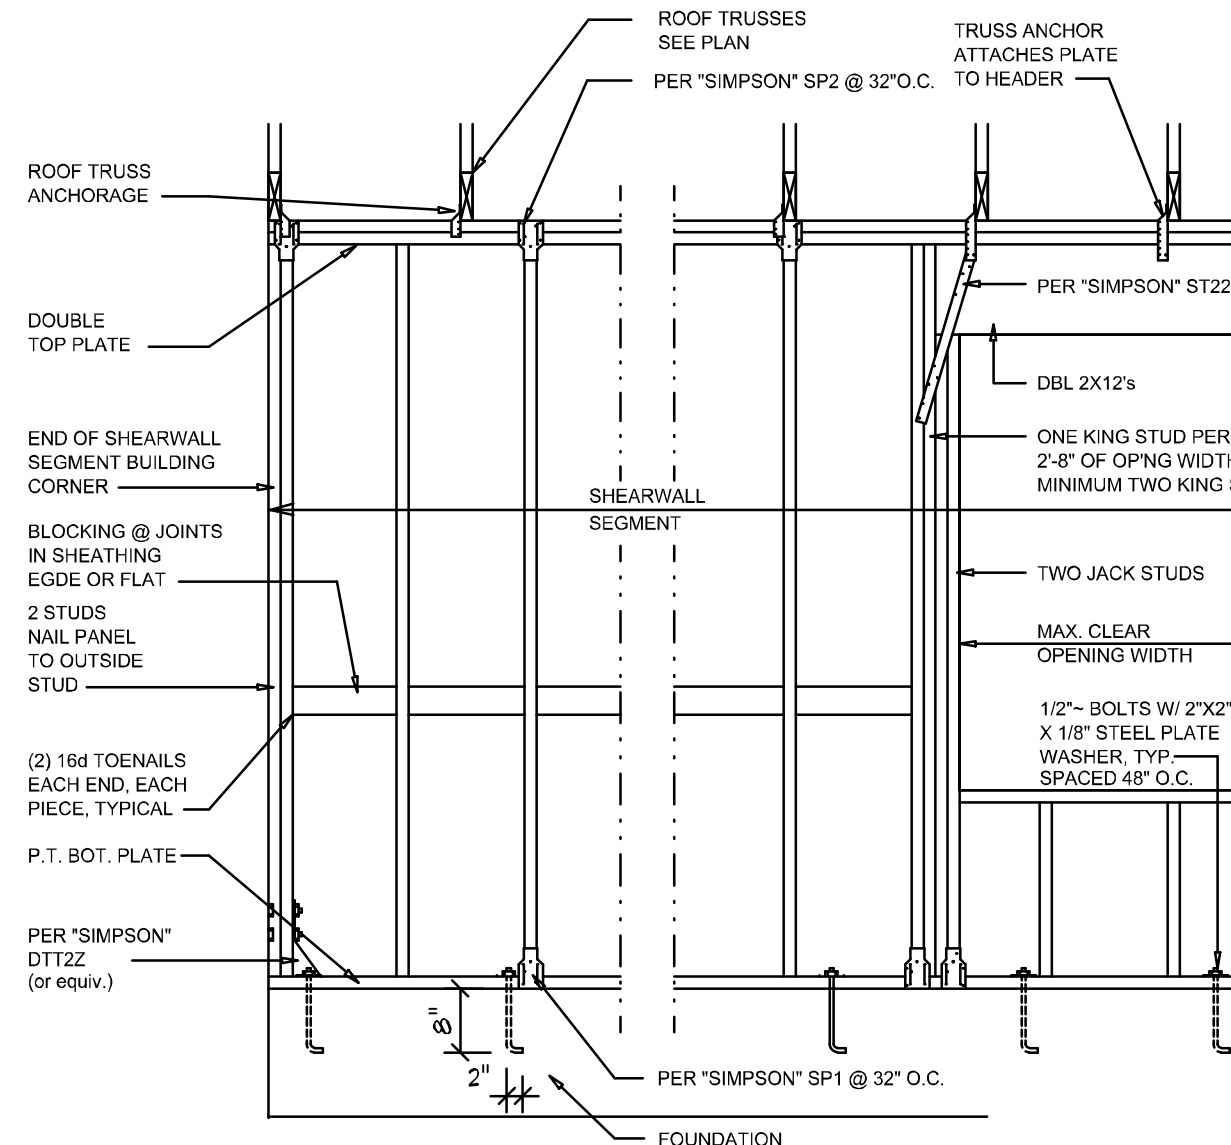 ROOF TRUSSES
SEE PLAN
PER "SIMPSON" SP2 @ 32"O.C.
TRUSS ANCHOR
ATTACHES PLATE
TO HEADER
ROOF TRUSS
ANCHORAGE
DOUBLE
TOP PLATE
END OF SHEARWALL
SEGMENT BUILDING
CORNER
BLOCKING @ JOINTS
IN SHEATHING
EGDE OR FLAT
2 STUDS
NAIL PANEL
TO OUTSIDE
STUD
(2) 16d TOENAILS
EACH END, EACH
PIECE, TYPICAL
P.T. BOT. PLATE
PER "SIMPSON"
DTT2Z
(or equiv.)
SHEARWALL
SEGMENT
PER "SIMPSON" ST22
DBL 2X12's
ONE KING STUD PER
2'-8" OF OP'NG WIDTH
MINIMUM TWO KING
TWO JACK STUDS
MAX. CLEAR
OPENING WIDTH
1/2"~ BOLTS W/ 2"X2"
X 1/8" STEEL PLATE
WASHER, TYP.
SPACED 48" O.C.
8"
2"
PER "SIMPSON" SP1 @ 32" O.C.
FOUNDATION